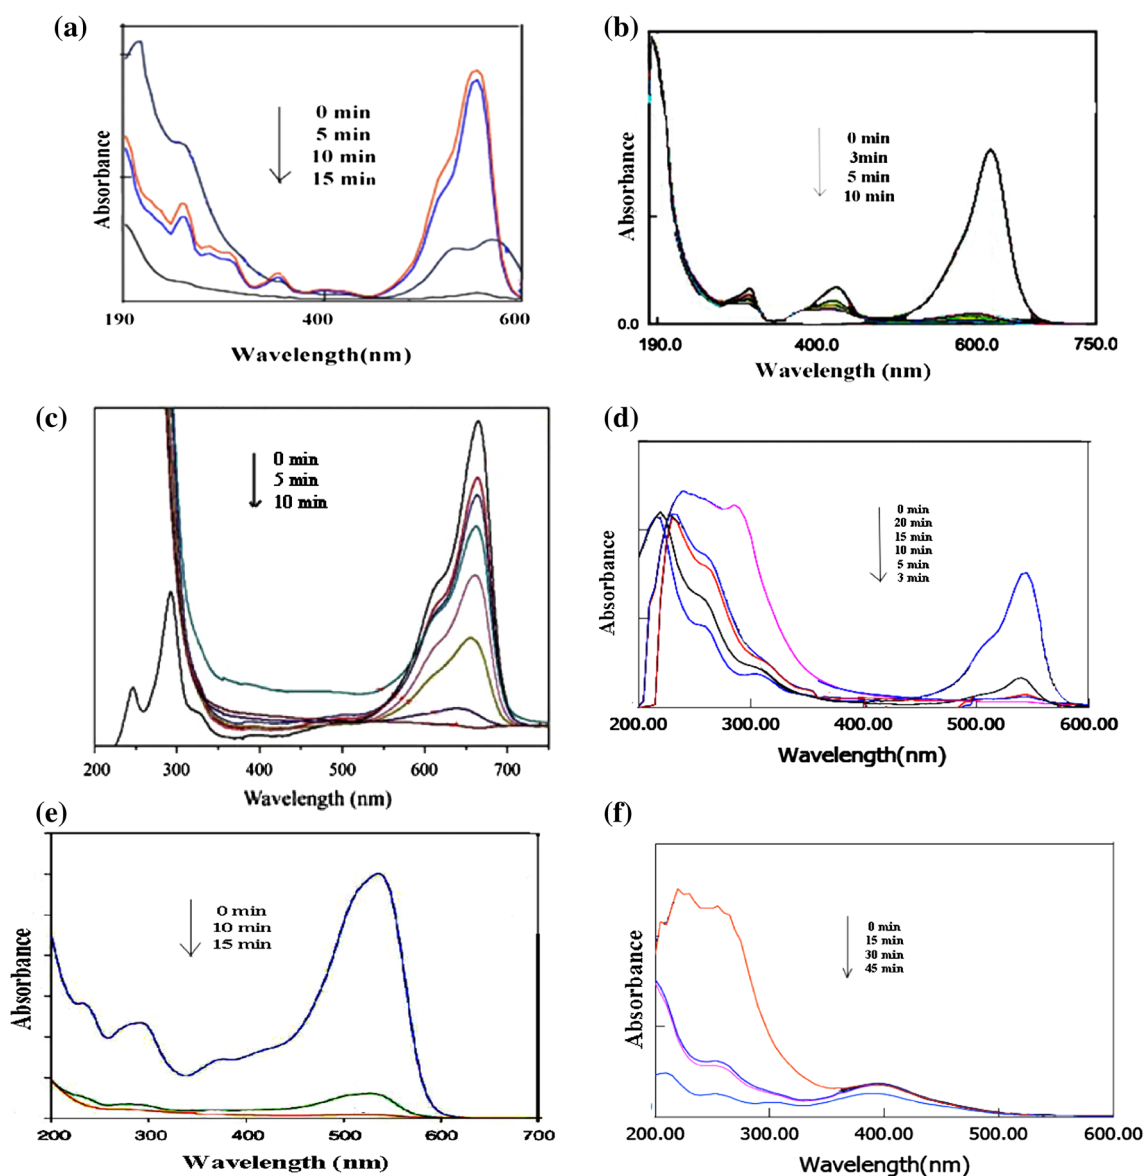 (a)
Absorbance
0 min
5 min
10 min
15 min
190
400
600
Wavelength(nm)
(b)
Absorbance
0 min
3min
5 min
10 min
0.0
190.0
400.0
600.0
750.0
Wavelength (nm)
(c)
0 min
5 min
10 min
200
300
400
500
600
700
Wavelength (nm)
(d)
Absorbance
0 min
20 min
15 min
10 min
5 min
3 min
200.00
300.00
400.00
500.00
600.00
Wavelength(nm)
(e)
Absorbance
0 min
10 min
15 min
200
300
400
500
600
700
Wavelength (nm)
(f)
Absorbance
0 min
15 min
30 min
45 min
200.00
300.00
400.00
500.00
600.00
Wavelength(nm)